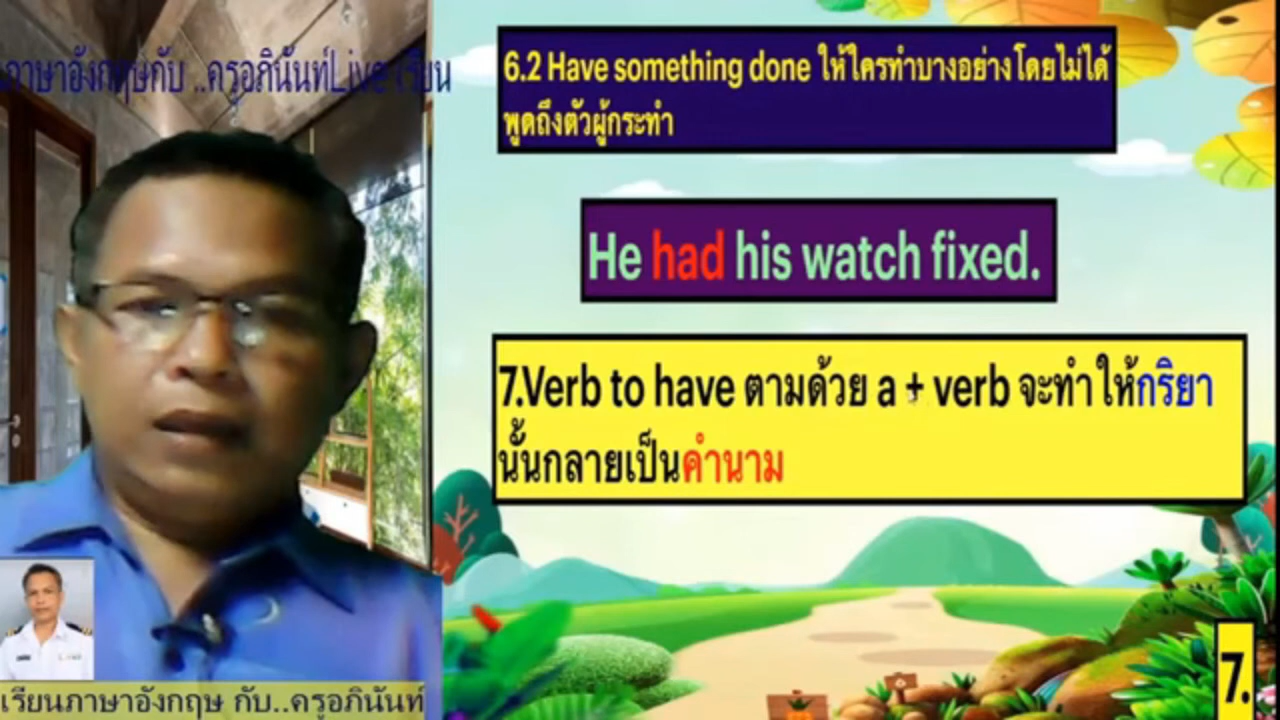 ภาษาอังกฤษกับ ..ครูอภินันท์Live เรียน
6.2 Have something done ให้ใครทำบางอย่างโดยไม่ได้
พูดถึงตัวผู้กระทำ
He had his watch fixed.
7.Verb to have ตามด้วย a + verb จะทำให้กริยา
นั้นกลายเป็นคำนาม
7.
เรียนภาษาอังกฤษ กับ..ครูอภินันท์